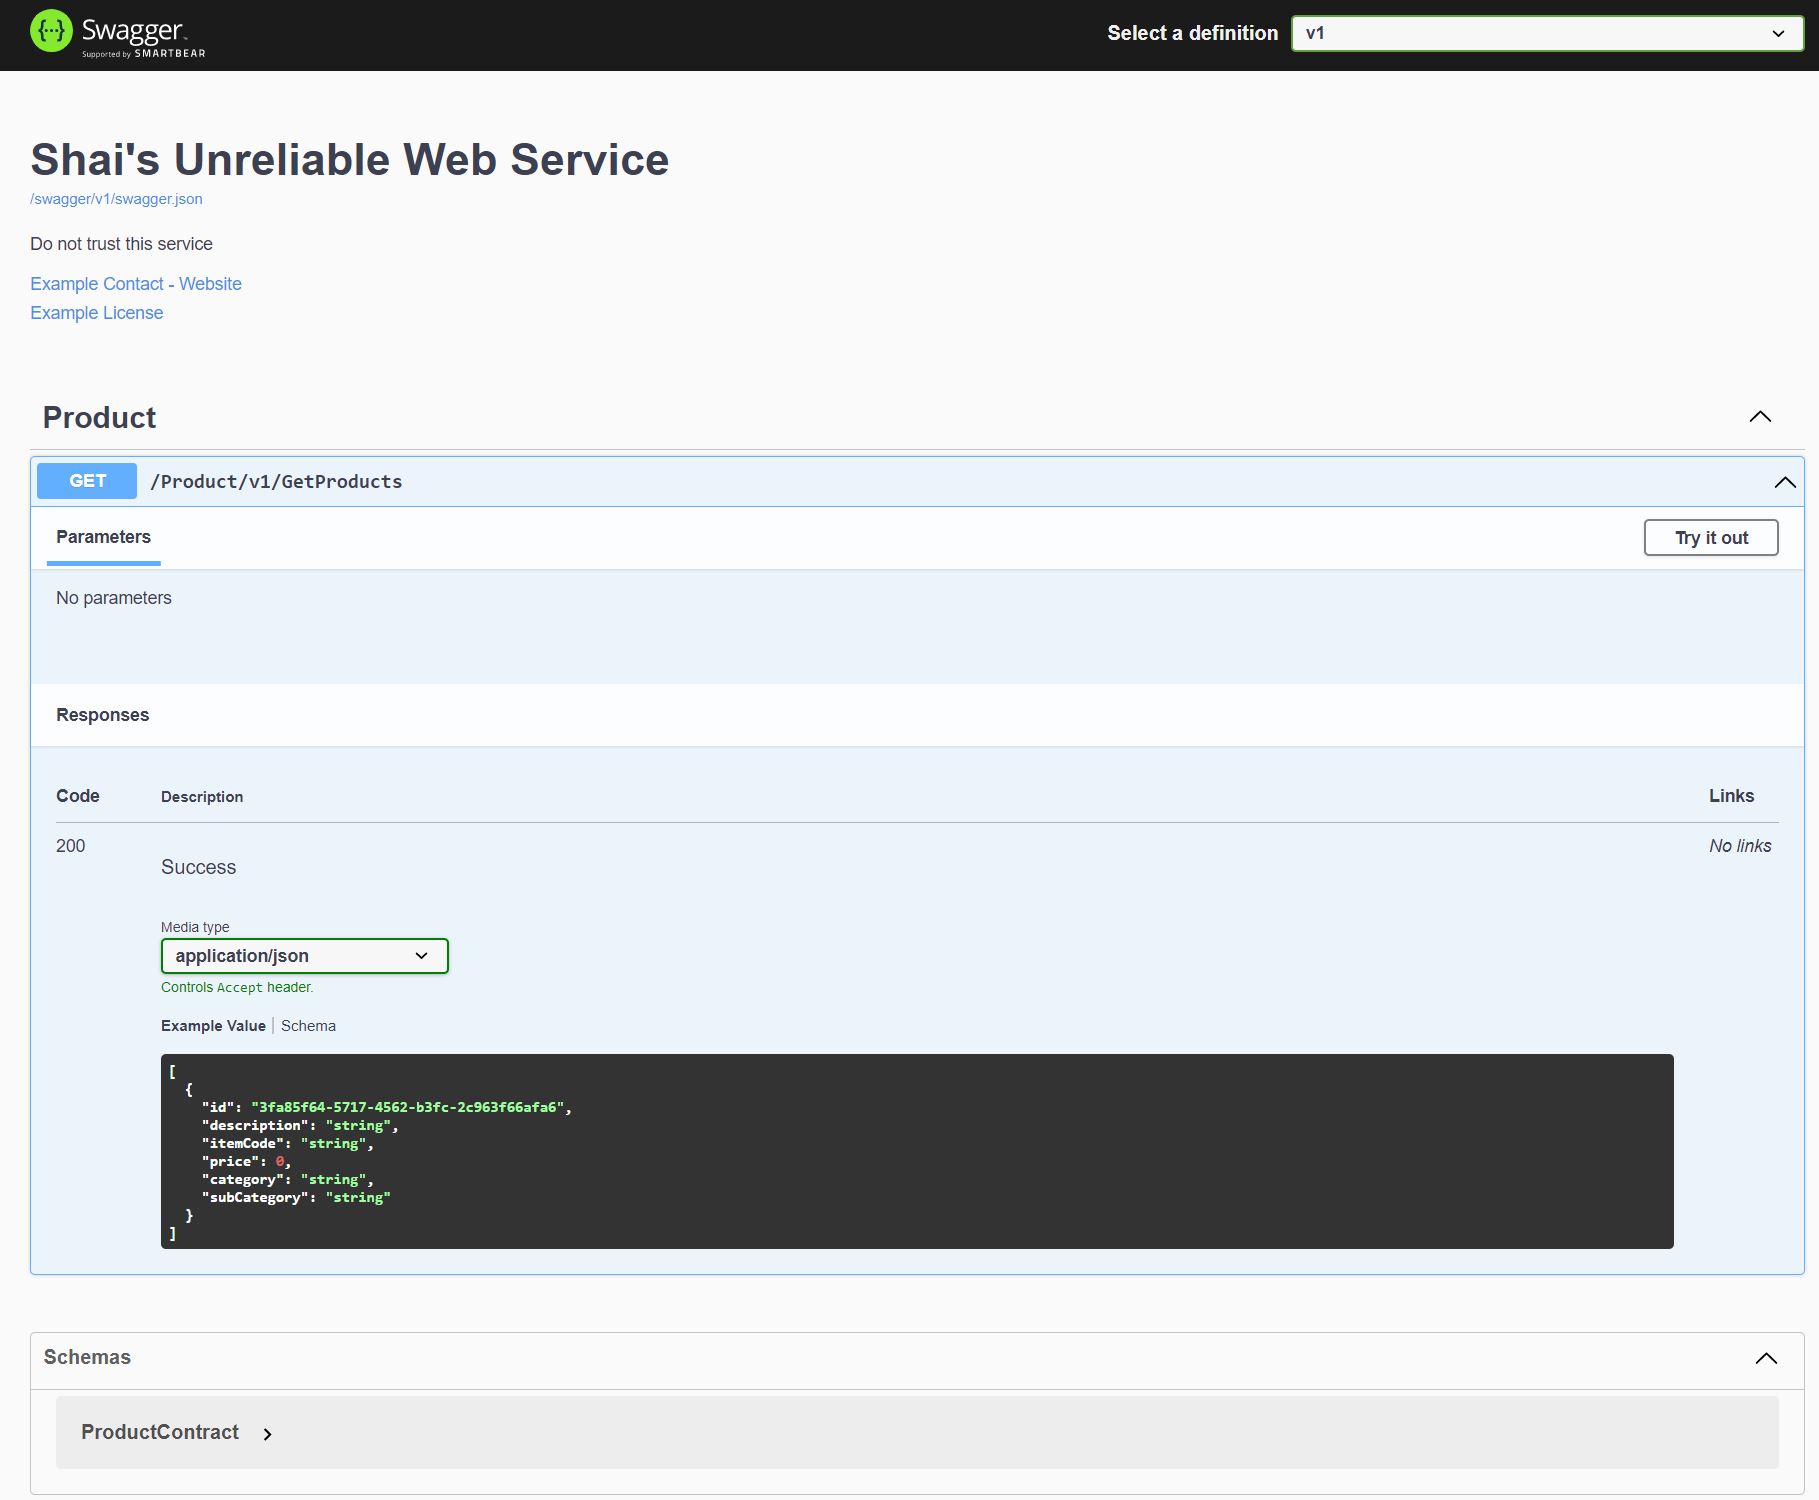 Swagger™
Supported by SMARTBEAR
Select a definition
v1
Shai's Unreliable Web Service
/swagger/v1/swagger.json
Do not trust this service
Example Contact - Website
Example License
Product
GET /Product/v1/GetProducts
Parameters
Try it out
No parameters
Responses
Code Description Links
200 No links
Success
Media type
application/json
Controls Accept header.
Example Value | Schema
[
  {
    "id": "3fa85f64-5717-4562-b3fc-2c963f66afa6",
    "description": "string",
    "itemCode": "string",
    "price": 0,
    "category": "string",
    "subCategory": "string"
  }
]
Schemas
ProductContract